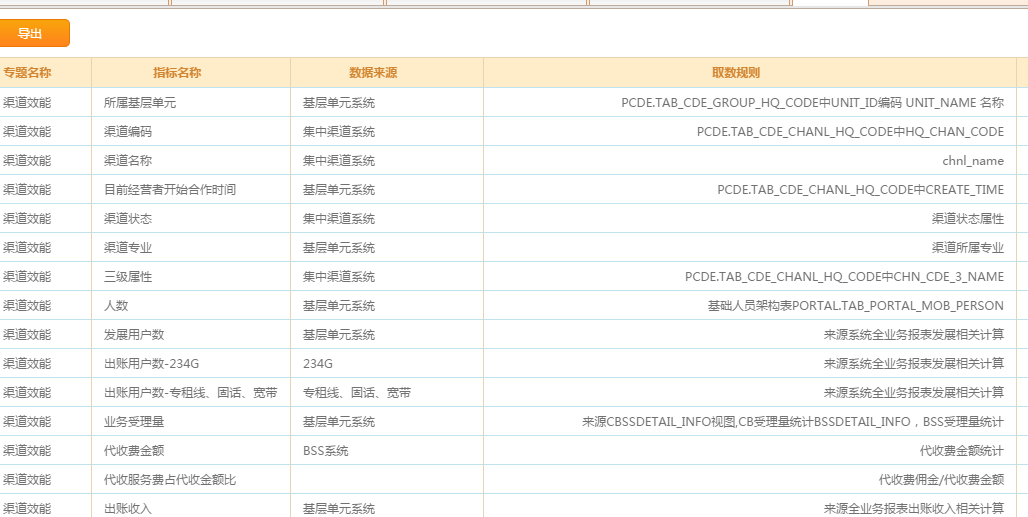 导出
专题名称 指标名称 数据来源 取数规则
渠道效能 所属基层单元 基层单元系统 PCDE.TAB_CDE_GROUP_HQ_CODE中UNIT_ID编码 UNIT_NAME 名称
渠道效能 渠道编码 集中渠道系统 PCDE.TAB_CDE_CHANL_HQ_CODE中HQ_CHAN_CODE
渠道效能 渠道名称 集中渠道系统 chnl_name
渠道效能 目前经营者开始合作时间 基层单元系统 PCDE.TAB_CDE_CHANL_HQ_CODE中CREATE_TIME
渠道效能 渠道状态 集中渠道系统 渠道状态属性
渠道效能 渠道专业 基层单元系统 渠道所属专业
渠道效能 三级属性 集中渠道系统 PCDE.TAB_CDE_CHANL_HQ_CODE中CHN_CDE_3_NAME
渠道效能 人数 基层单元系统 基础人员架构表PORTAL.TAB_PORTAL_MOB_PERSON
渠道效能 发展用户数 基层单元系统 来源系统全业务报表发展相关计算
渠道效能 出账用户数-234G 234G 来源系统全业务报表发展相关计算
渠道效能 出账用户数-专租线、固话、宽带 专租线、固话、宽带 来源系统全业务报表发展相关计算
渠道效能 业务受理量 基层单元系统 来源CBSSDETAIL_INFO视图,CB受理量统计BSSDETAIL_INFO，BSS受理量统计
渠道效能 代收费金额 BSS系统 代收费金额统计
渠道效能 代收服务费占代收金额比 代收费佣金/代收费金额
渠道效能 出账收入 基层单元系统 来源全业务报表出账收入相关计算